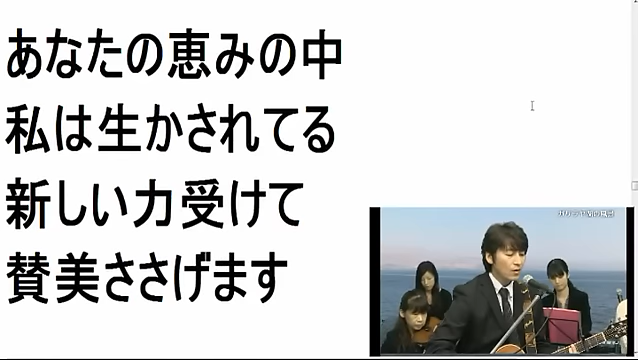 あなたの恵みの中
私は生かされてる
新しい力受けて
賛美ささげます